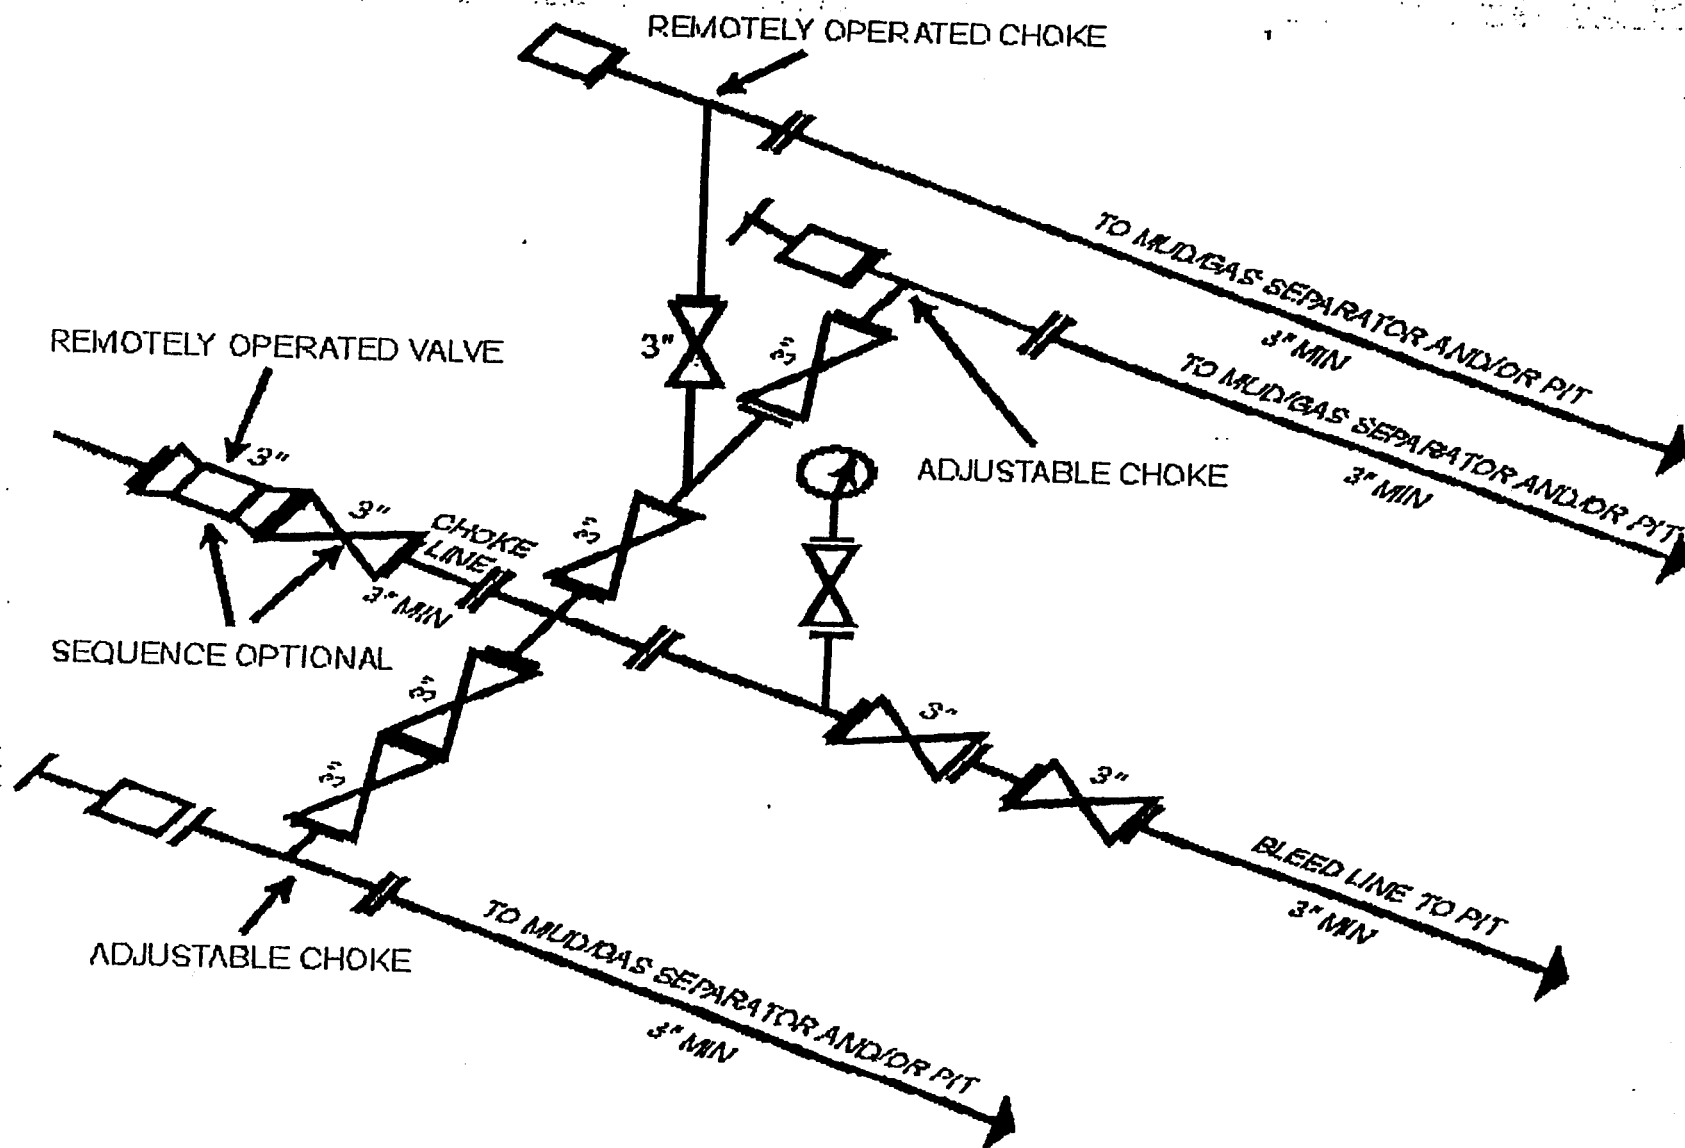 REMOTELY OPERATED CHOKE
TO MUD/GAS SEPARATOR AND/OR PIT
3" MIN
3"
3"
TO MUD/GAS SEPARATOR AND/OR PIT
3" MIN
REMOTELY OPERATED VALVE
ADJUSTABLE CHOKE
3"
3"
CHOKE
LINE
3" MIN
3"
SEQUENCE OPTIONAL
3"
3"
3"
3"
BLEED LINE TO PIT
3" MIN
ADJUSTABLE CHOKE
TO MUD/GAS SEPARATOR AND/OR PIT
3" MIN